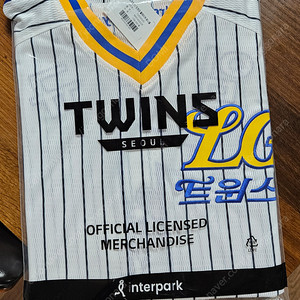 TWINS
SEOUL
LG
트윈스
OFFICIAL LICENSED
MERCHANDISE
interpark